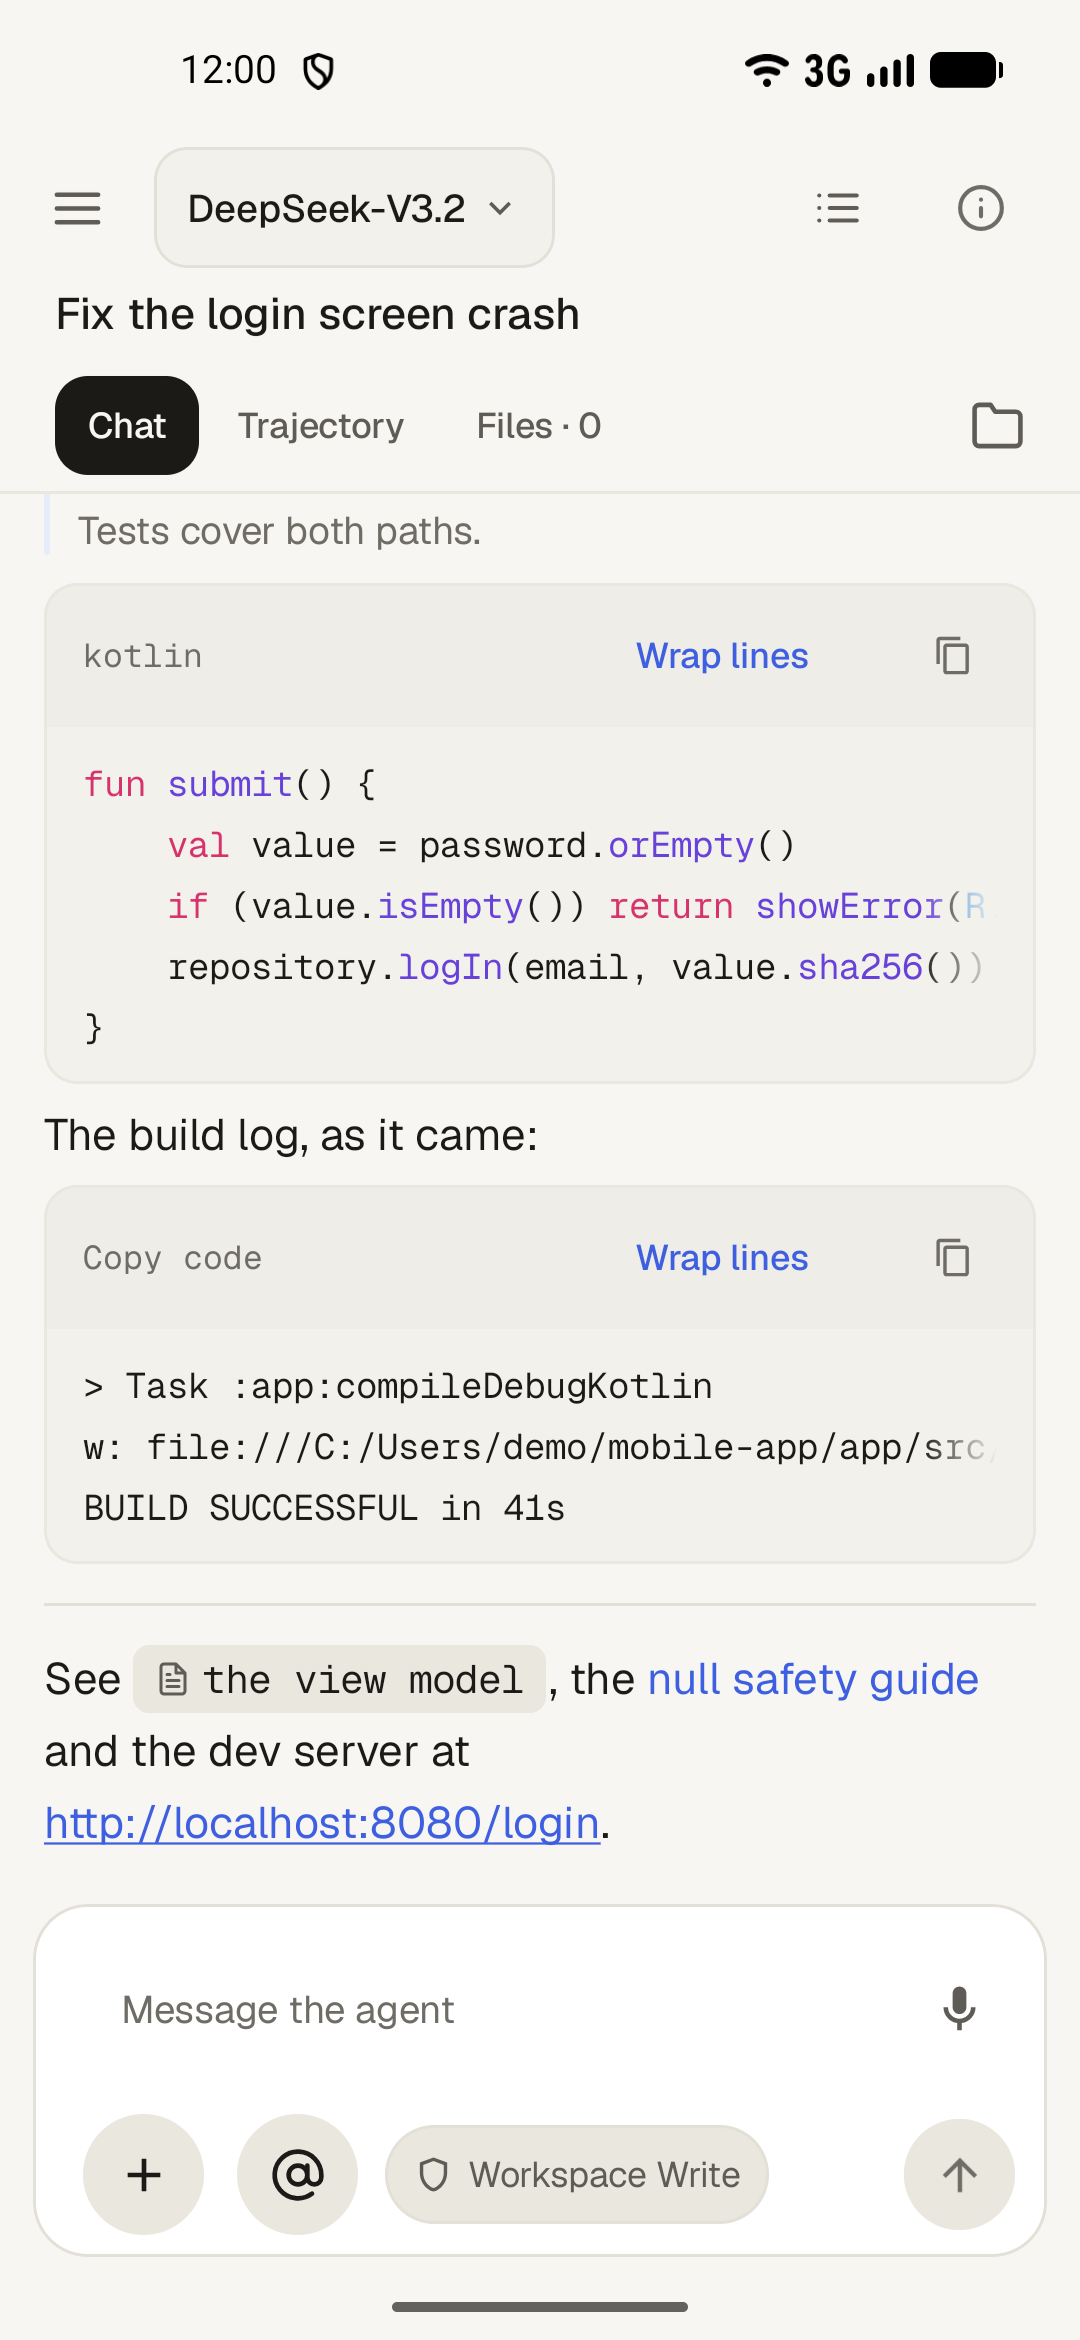 12:00
3G
DeepSeek-V3.2
Fix the login screen crash
Chat
Trajectory
Files · 0
Tests cover both paths.
kotlin
Wrap lines
fun submit() {
    val value = password.orEmpty()
    if (value.isEmpty()) return showError(R.
    repository.logIn(email, value.sha256())
}
The build log, as it came:
Copy code
Wrap lines
> Task :app:compileDebugKotlin
w: file:///C:/Users/demo/mobile-app/app/src/
BUILD SUCCESSFUL in 41s
See the view model, the null safety guide
and the dev server at
http://localhost:8080/login.
Message the agent
Workspace Write